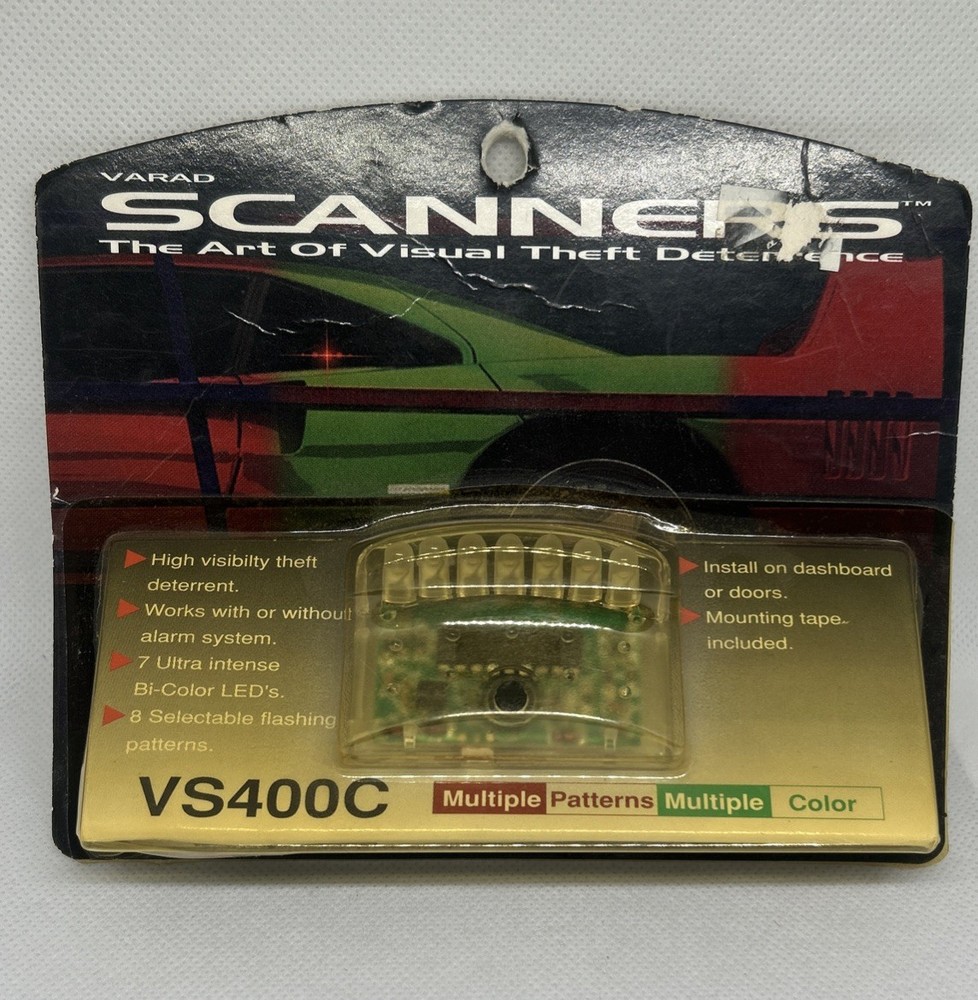 VARAD
SCANNERS™
The Art Of Visual Theft Deterrence
High visibilty theft
deterrent.
Works with or without
alarm system.
7 Ultra intense
Bi-Color LED's.
8 Selectable flashing
patterns.
Install on dashboard
or doors.
Mounting tape
included.
VS400C
Multiple Patterns Multiple Color